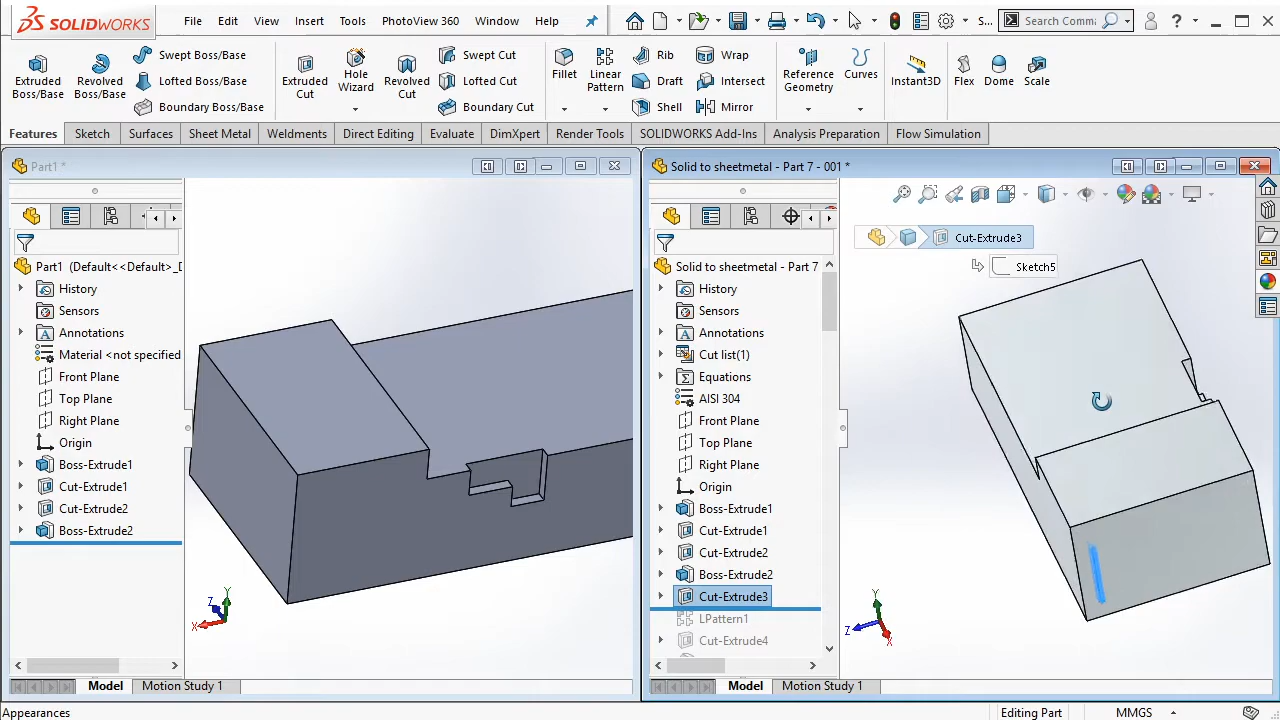 SOLIDWORKS File Edit View Insert Tools PhotoView 360 Window Help S... Search Comma ?
Extruded Boss/Base Revolved Boss/Base Swept Boss/Base Lofted Boss/Base Boundary Boss/Base
Extruded Cut Hole Wizard Revolved Cut Swept Cut Lofted Cut Boundary Cut
Fillet Linear Pattern Rib Draft Shell Wrap Intersect Mirror
Reference Geometry Curves Instant3D Flex Dome Scale
Features Sketch Surfaces Sheet Metal Weldments Direct Editing Evaluate DimXpert Render Tools SOLIDWORKS Add-Ins Analysis Preparation Flow Simulation
Part1 *
Part1 (Default<<Default>_D
History
Sensors
Annotations
Material <not specified
Front Plane
Top Plane
Right Plane
Origin
Boss-Extrude1
Cut-Extrude1
Cut-Extrude2
Boss-Extrude2
Y
Z
X
Model Motion Study 1
Solid to sheetmetal - Part 7 - 001 *
Solid to sheetmetal - Part 7
History
Sensors
Annotations
Cut list(1)
Equations
AISI 304
Front Plane
Top Plane
Right Plane
Origin
Boss-Extrude1
Cut-Extrude1
Cut-Extrude2
Boss-Extrude2
Cut-Extrude3
LPattern1
Cut-Extrude4
Cut-Extrude3
Sketch5
Y
Z
X
Model Motion Study 1
Appearances Editing Part MMGS